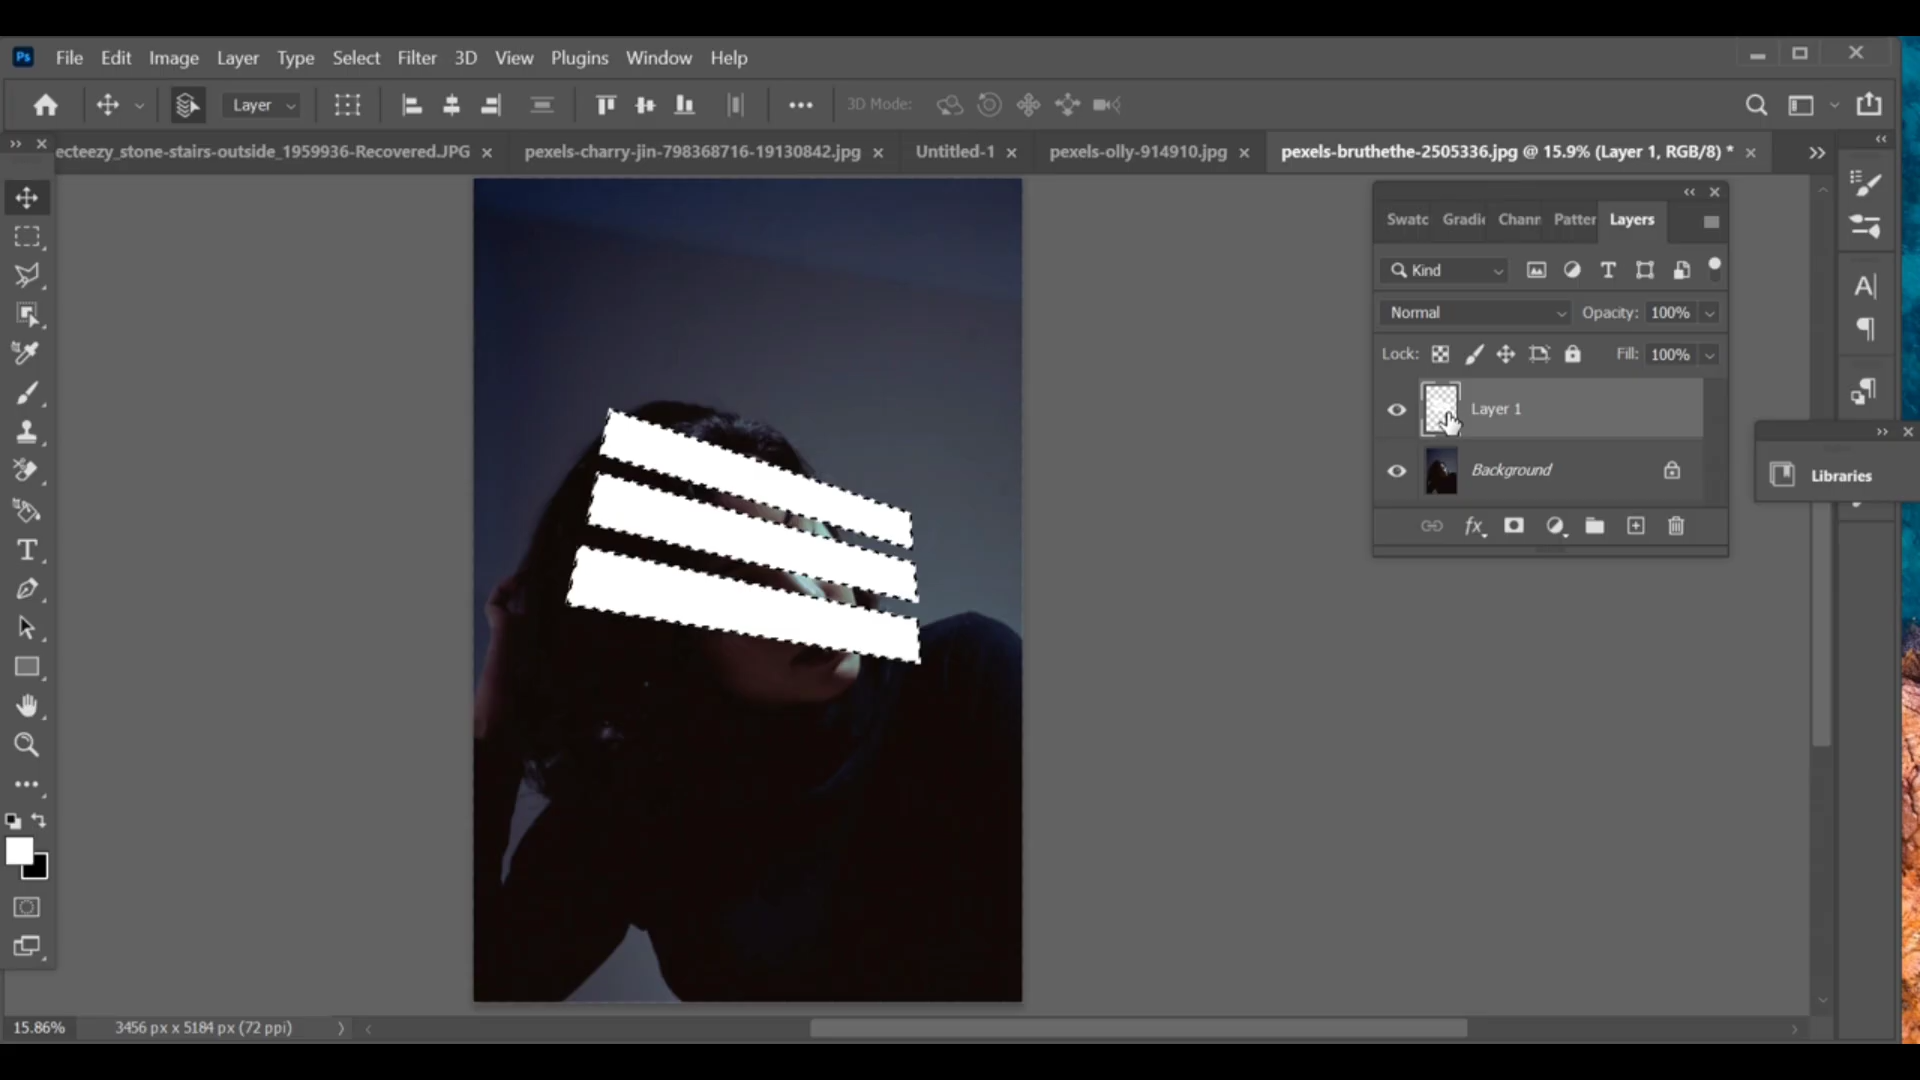 Ps File Edit Image Layer Type Select Filter 3D View Plugins Window Help
Layer 3D Mode:
ecteezy_stone-stairs-outside_1959936-Recovered.JPG pexels-charry-jin-798368716-19130842.jpg Untitled-1 pexels-olly-914910.jpg pexels-bruthethe-2505336.jpg @ 15.9% (Layer 1, RGB/8) *
Swatc Gradie Chann Patter Layers
Kind
Normal Opacity: 100%
Lock: Fill: 100%
Layer 1
Background
fx
Libraries
15.86% 3456 px x 5184 px (72 ppi)